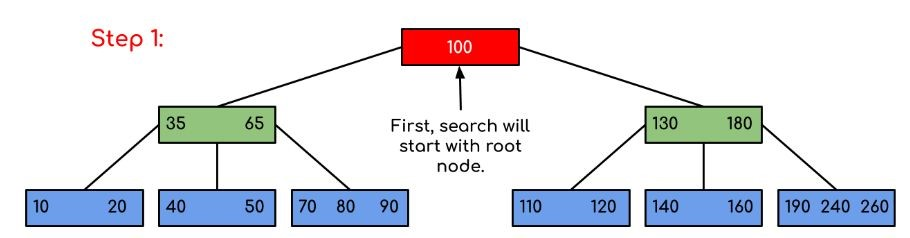 Step 1:
100
35 65
First, search will
start with root
node.
130 180
10 20
40 50
70 80 90
110 120
140 160
190 240 260